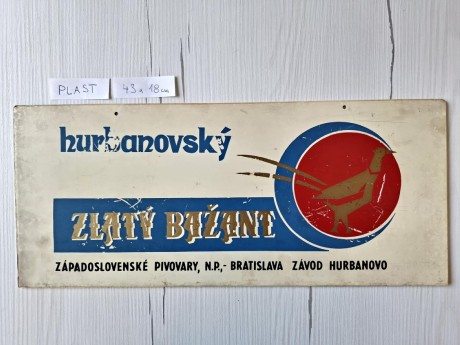 PLAST 43 x 18 cm
hurbanovský
ZLATÝ BAŽANT
ZÁPADOSLOVENSKÉ PIVOVARY, N.P.,- BRATISLAVA ZÁVOD HURBANOVO